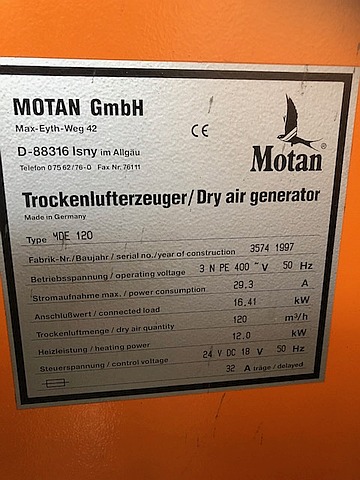 MOTAN GmbH
Max-Eyth-Weg 42
D-88316 Isny im Allgäu
Telefon 07562/76-0 Fax Nr. 76111
CE
Motan®
Trockenlufterzeuger/Dry air generator
Made in Germany
Type MDE 120
Fabrik-Nr./Baujahr / serial no./year of construction 3574 1997
Betriebsspannung / operating voltage 3 N PE 400 ~ V 50 Hz
Stromaufnahme max. / power consumption 29,3 A
Anschlußwert / connected load 16,41 kW
Trockenluftmenge / dry air quantity 120 m³/h
Heizleistung / heating power 12,0 kW
Steuerspannung / control voltage 24 V DC 18 V 50 Hz
32 A träge / delayed